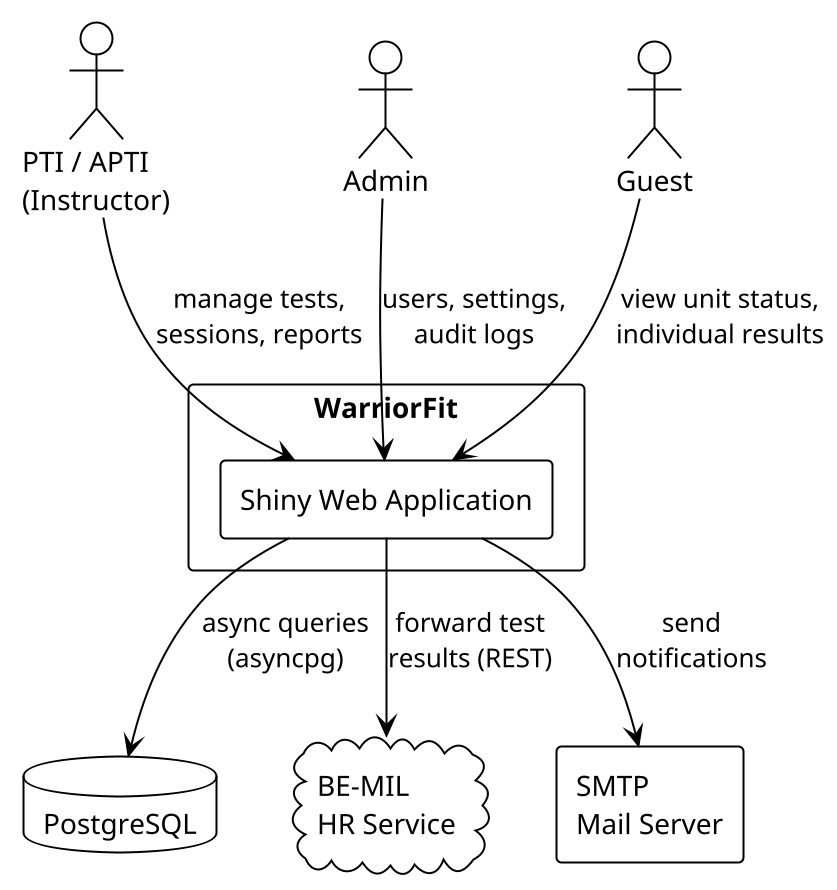 PTI / APTI
(Instructor)
Admin
Guest
manage tests,
sessions, reports
users, settings,
audit logs
view unit status,
individual results
WarriorFit
Shiny Web Application
async queries
(asyncpg)
forward test
results (REST)
send
notifications
PostgreSQL
BE-MIL
HR Service
SMTP
Mail Server